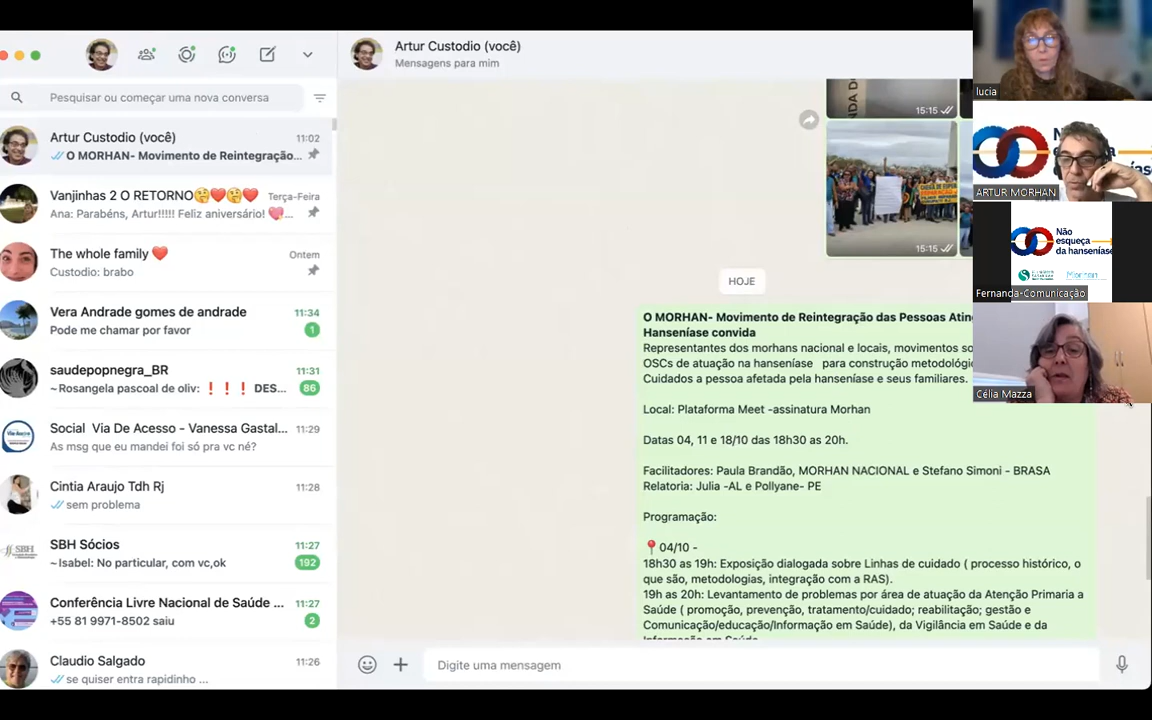 Artur Custodio (você)
Mensagens para mim
Pesquisar ou começar uma nova conversa
Artur Custodio (você)
11:02
O MORHAN- Movimento de Reintegração...
Vanjinhas 2 O RETORNO🤔❤️🤔❤️
Terça-Feira
Ana: Parabéns, Artur!!!!! Feliz aniversário! 💖...
The whole family ❤️
Ontem
Custodio: brabo
Vera Andrade gomes de andrade
11:34
Pode me chamar por favor
1
saudepopnegra_BR
11:31
~Rosangela pascoal de oliv: ❗❗❗ DES...
86
Social Via De Acesso - Vanessa Gastal...
11:29
As msg que eu mandei foi só pra vc né?
Cintia Araujo Tdh Rj
11:28
sem problema
SBH Sócios
11:27
~Isabel: No particular, com vc,ok
192
Conferência Livre Nacional de Saúde ...
11:27
+55 81 9971-8502 saiu
2
Claudio Salgado
11:26
se quiser entra rapidinho ...
15:15
15:15
HOJE
O MORHAN- Movimento de Reintegração das Pessoas Atin
Hanseníase convida
Representantes dos morhans nacional e locais, movimentos so
OSCs de atuação na hanseníase para construção metodológic
Cuidados a pessoa afetada pela hanseníase e seus familiares.
Local: Plataforma Meet -assinatura Morhan
Datas 04, 11 e 18/10 das 18h30 as 20h.
Facilitadores: Paula Brandão, MORHAN NACIONAL e Stefano Simoni - BRASA
Relatoria: Julia -AL e Pollyane- PE
Programação:
📍04/10 -
18h30 as 19h: Exposição dialogada sobre Linhas de cuidado ( processo histórico, o
que são, metodologias, integração com a RAS).
19h as 20h: Levantamento de problemas por área de atuação da Atenção Primaria a
Saúde ( promoção, prevenção, tratamento/cuidado; reabilitação; gestão e
Comunicação/educação/Informação em Saúde), da Vigilância em Saúde e da
Informação em Saúde
Digite uma mensagem
lucia
ARTUR MORHAN
Não
esqueça
da hanseníase
Morhan
Fernanda-Comunicação
Célia Mazza